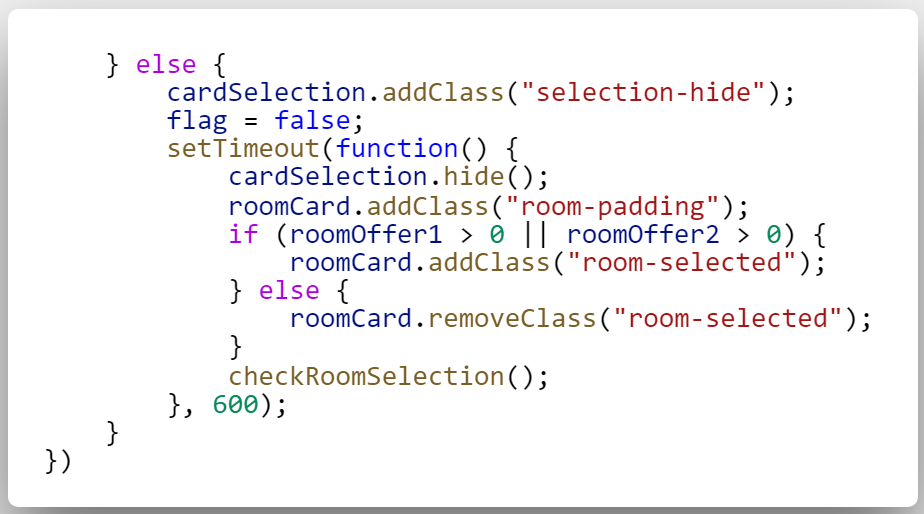 } else {
        cardSelection.addClass("selection-hide");
        flag = false;
        setTimeout(function() {
            cardSelection.hide();
            roomCard.addClass("room-padding");
            if (roomOffer1 > 0 || roomOffer2 > 0) {
                roomCard.addClass("room-selected");
            } else {
                roomCard.removeClass("room-selected");
            }
            checkRoomSelection();
        }, 600);
    }
})